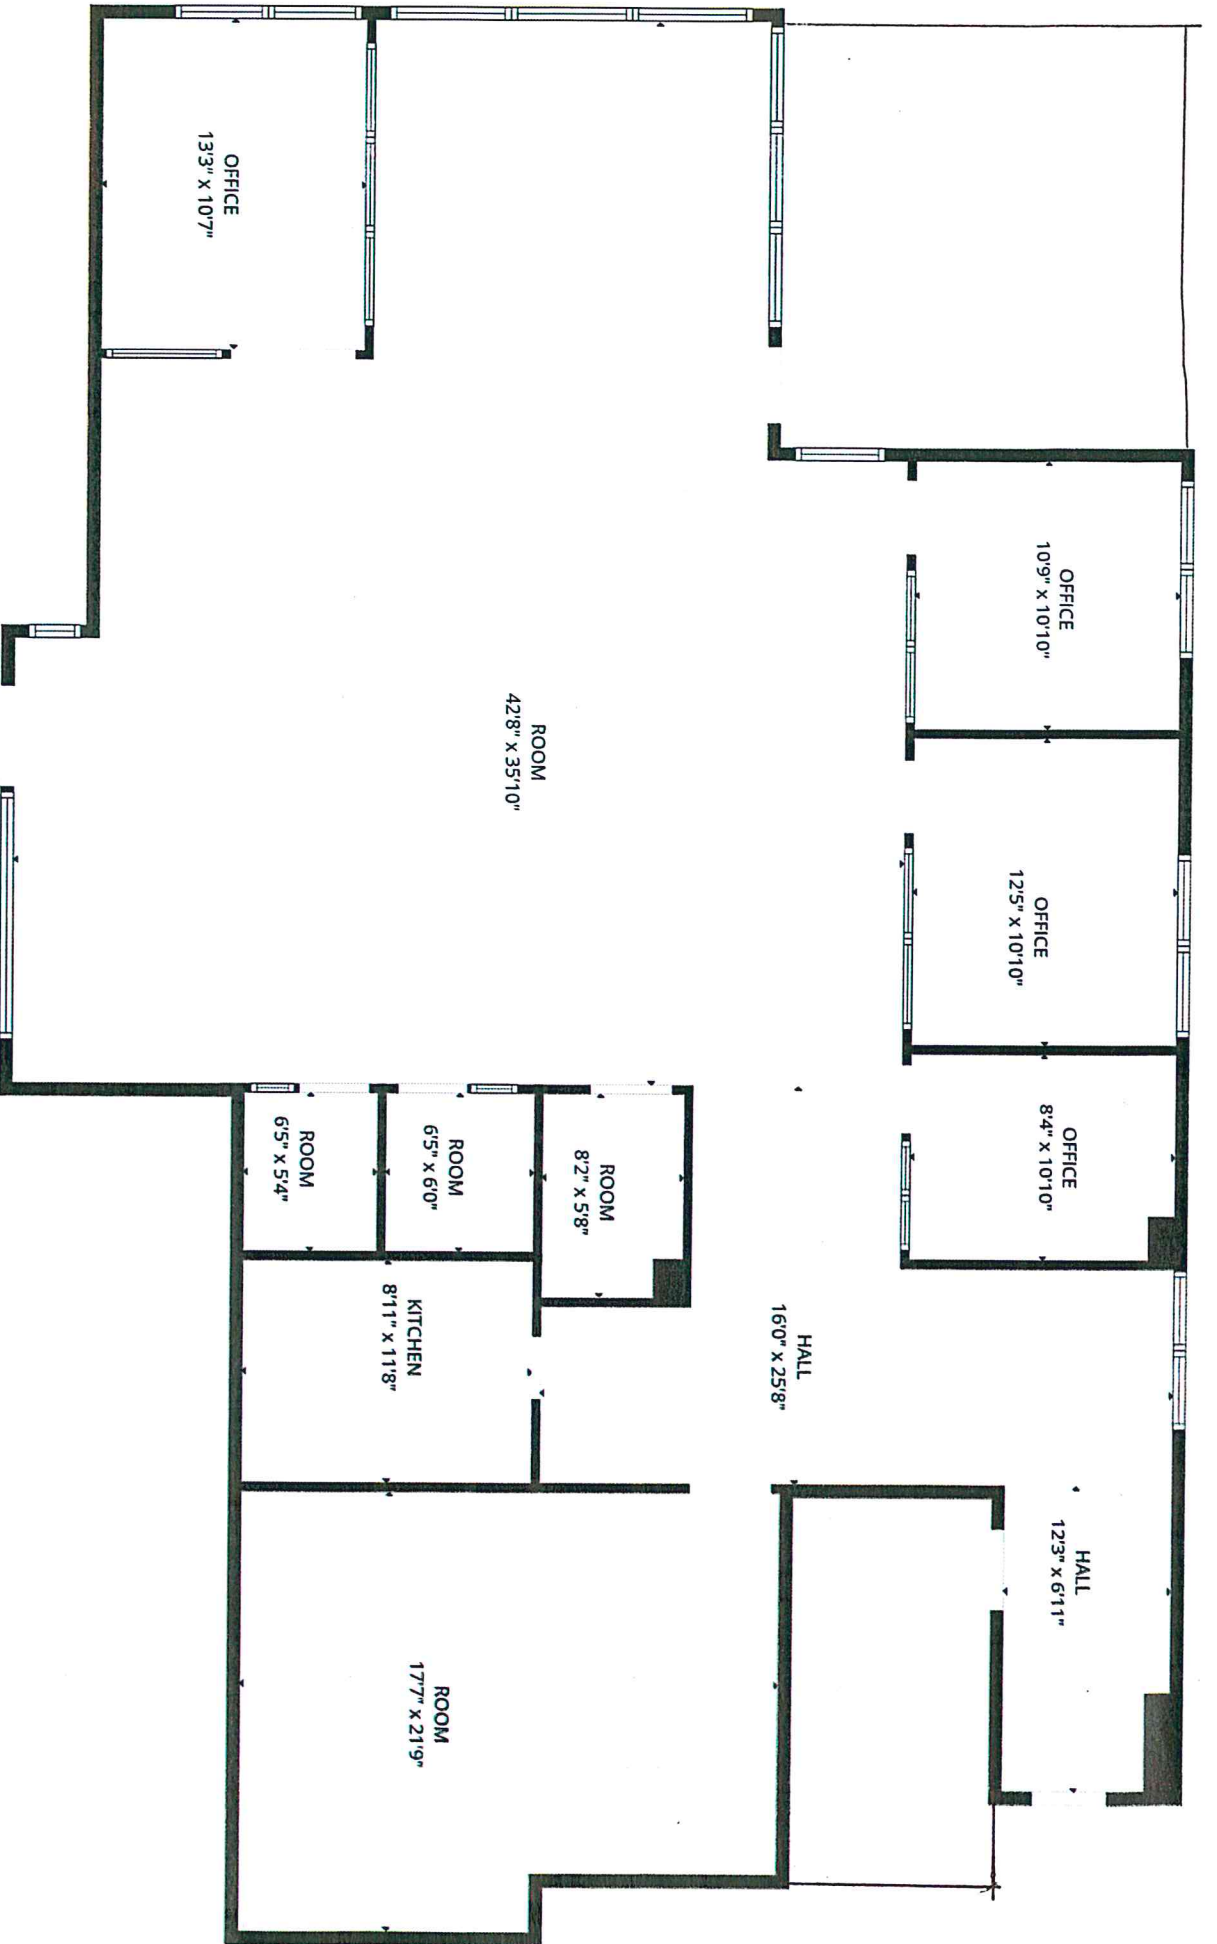 OFFICE
13'3" x 10'7"
OFFICE
10'9" x 10'10"
OFFICE
12'5" x 10'10"
OFFICE
8'4" x 10'10"
ROOM
42'8" x 35'10"
ROOM
6'5" x 5'4"
ROOM
6'5" x 6'0"
ROOM
8'2" x 5'8"
KITCHEN
8'11" x 11'8"
HALL
16'0" x 25'8"
HALL
12'3" x 6'11"
ROOM
17'7" x 21'9"